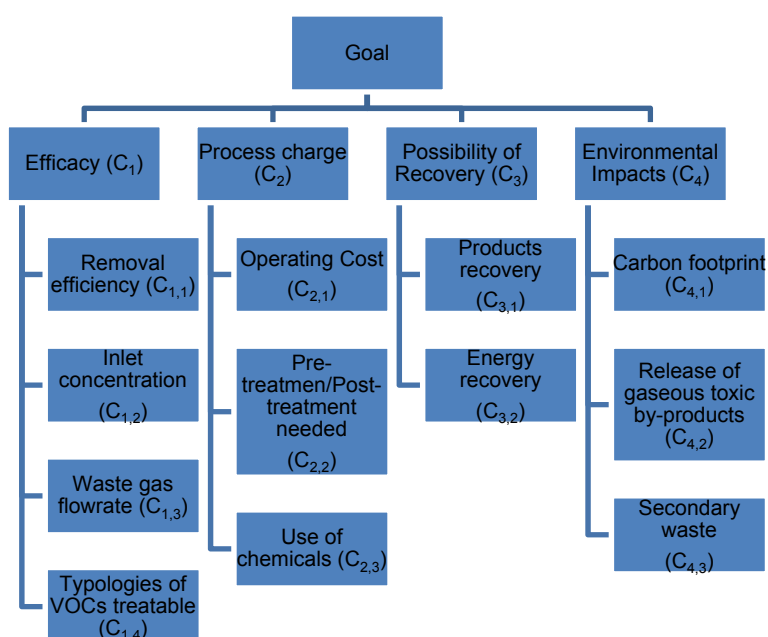 Goal
Efficacy (C1)
Process charge
(C2)
Possibility of
Recovery (C3)
Environmental
Impacts (C4)
Removal
efficiency (C1,1)
Inlet
concentration
(C1,2)
Waste gas
flowrate (C1,3)
Typologies of
VOCs treatable
(C1,4)
Operating Cost
(C2,1)
Pre-
treatmen/Post-
treatment
needed
(C2,2)
Use of
chemicals (C2,3)
Products
recovery
(C3,1)
Energy
recovery
(C3,2)
Carbon footprint
(C4,1)
Release of
gaseous toxic
by-products
(C4,2)
Secondary
waste
(C4,3)